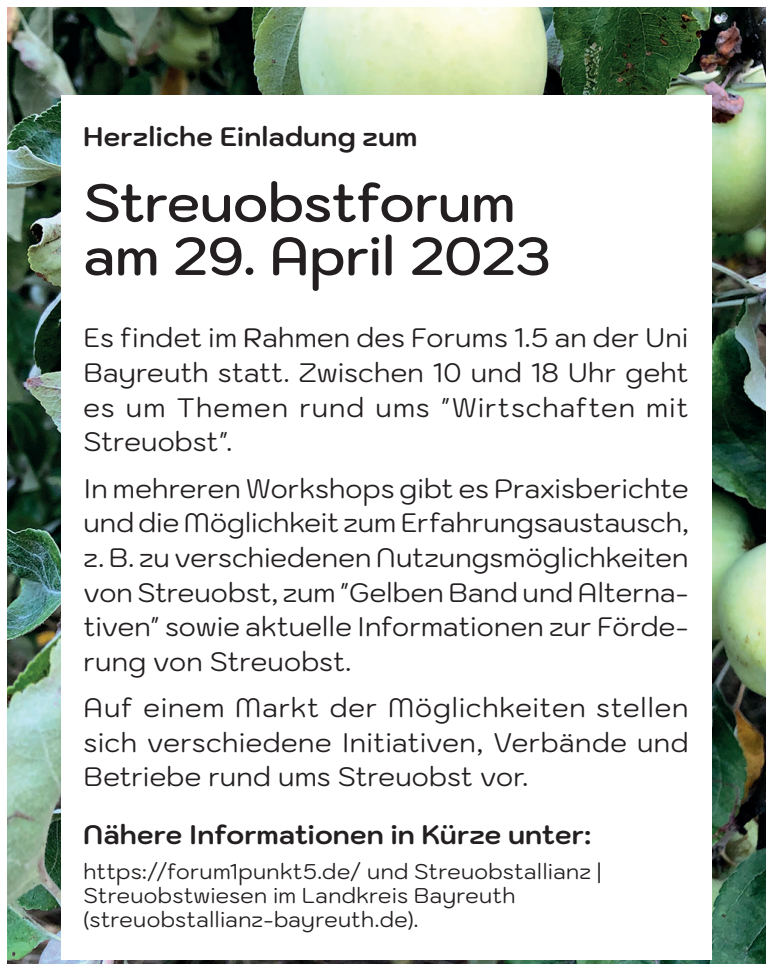 Herzliche Einladung zum
Streuobstforum
am 29. April 2023
Es findet im Rahmen des Forums 1.5 an der Uni
Bayreuth statt. Zwischen 10 und 18 Uhr geht
es um Themen rund ums "Wirtschaften mit
Streuobst".
In mehreren Workshops gibt es Praxisberichte
und die Möglichkeit zum Erfahrungsaustausch,
z. B. zu verschiedenen Nutzungsmöglichkeiten
von Streuobst, zum "Gelben Band und Alterna-
tiven" sowie aktuelle Informationen zur Förde-
rung von Streuobst.
Auf einem Markt der Möglichkeiten stellen
sich verschiedene Initiativen, Verbände und
Betriebe rund ums Streuobst vor.
Nähere Informationen in Kürze unter:
https://forum1punkt5.de/ und Streuobstallianz |
Streuobstwiesen im Landkreis Bayreuth
(streuobstallianz-bayreuth.de).